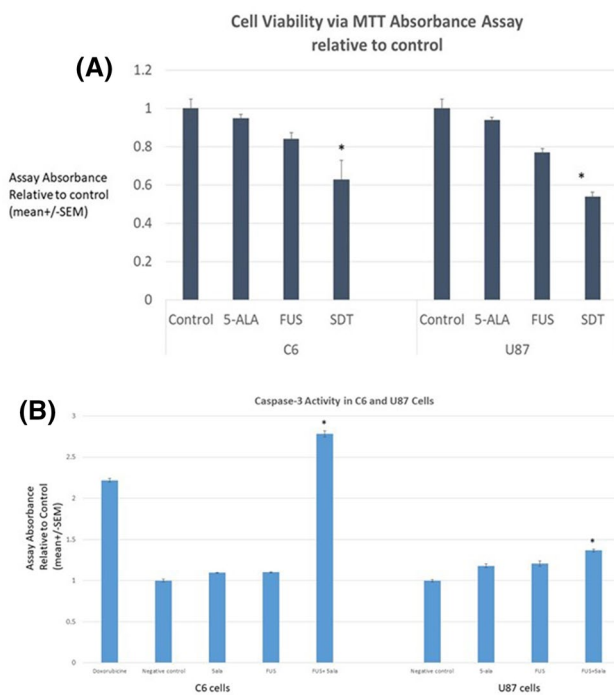 Cell Viability via MTT Absorbance Assay
relative to control
(A)
1.2
1
0.8
0.6
0.4
0.2
0
Assay Absorbance
Relative to control
(mean+/-SEM)
*
*
Control 5-ALA FUS SDT Control 5-ALA FUS SDT
C6 U87
(B)
Caspase-3 Activity in C6 and U87 Cells
3
2.5
2
1.5
1
0.5
0
Assay Absorbance
Relative to Control
(mean+/-SEM)
*
*
Doxorubicine Negative control 5ala FUS FUS+ 5ala Negative control 5-ala FUS FUS+5ala
C6 cells U87 cells